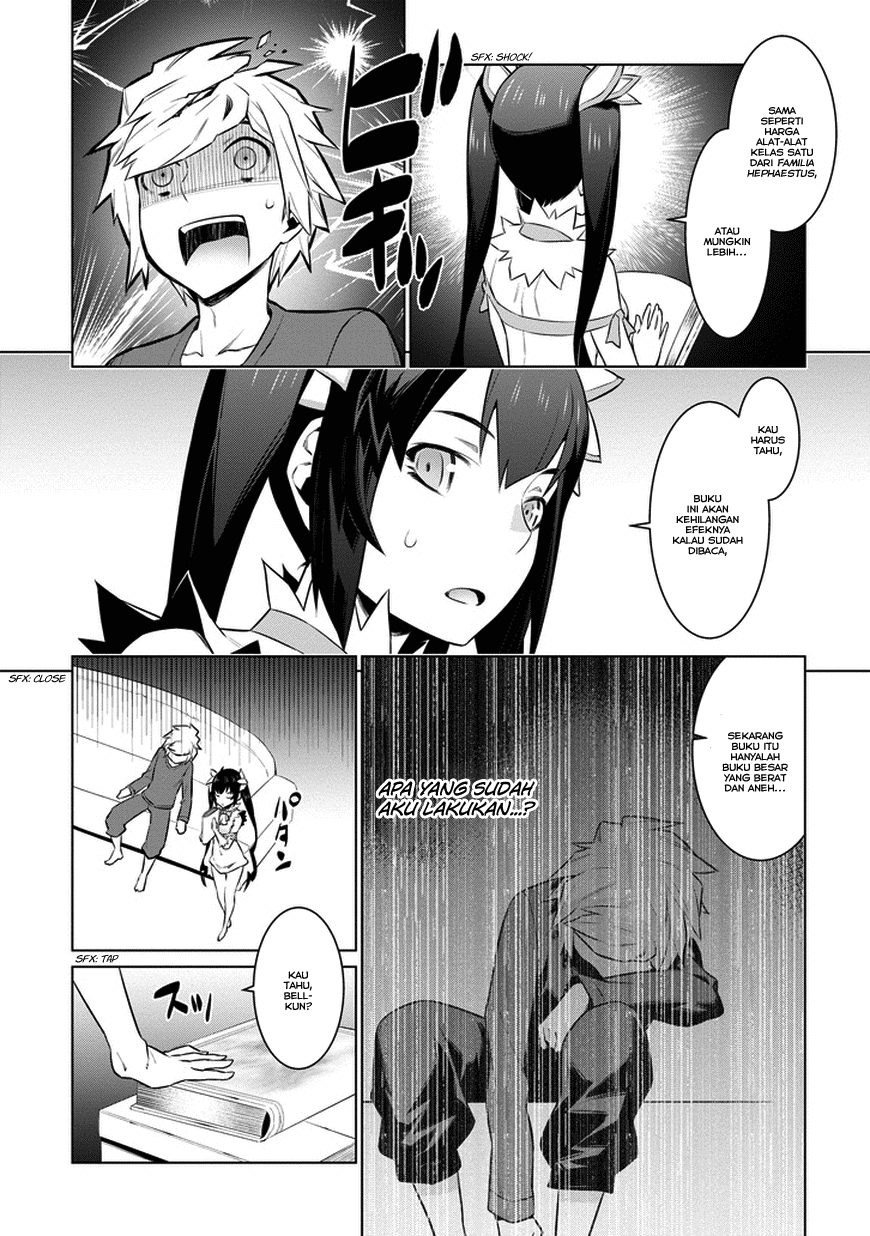 SFX: SHOCK!
SAMA
SEPERTI
HARGA
ALAT-ALAT
KELAS SATU
DARI FAMILIA
HEPHAESTUS,
ATAU
MUNGKIN
LEBIH...
ビキッ
KAU
HARUS
TAHU,
BUKU
INI AKAN
KEHILANGAN
EFEKNYA
KALAU SUDAH
DIBACA,
SEKARANG
BUKU ITU
HANYALAH
BUKU BESAR
YANG BERAT
DAN ANEH...
APA YANG SUDAH
AKU LAKUKAN...?
SFX: CLOSE
パタン
SFX: TAP
スッ
KAU
TAHU,
BELL-
KUN?